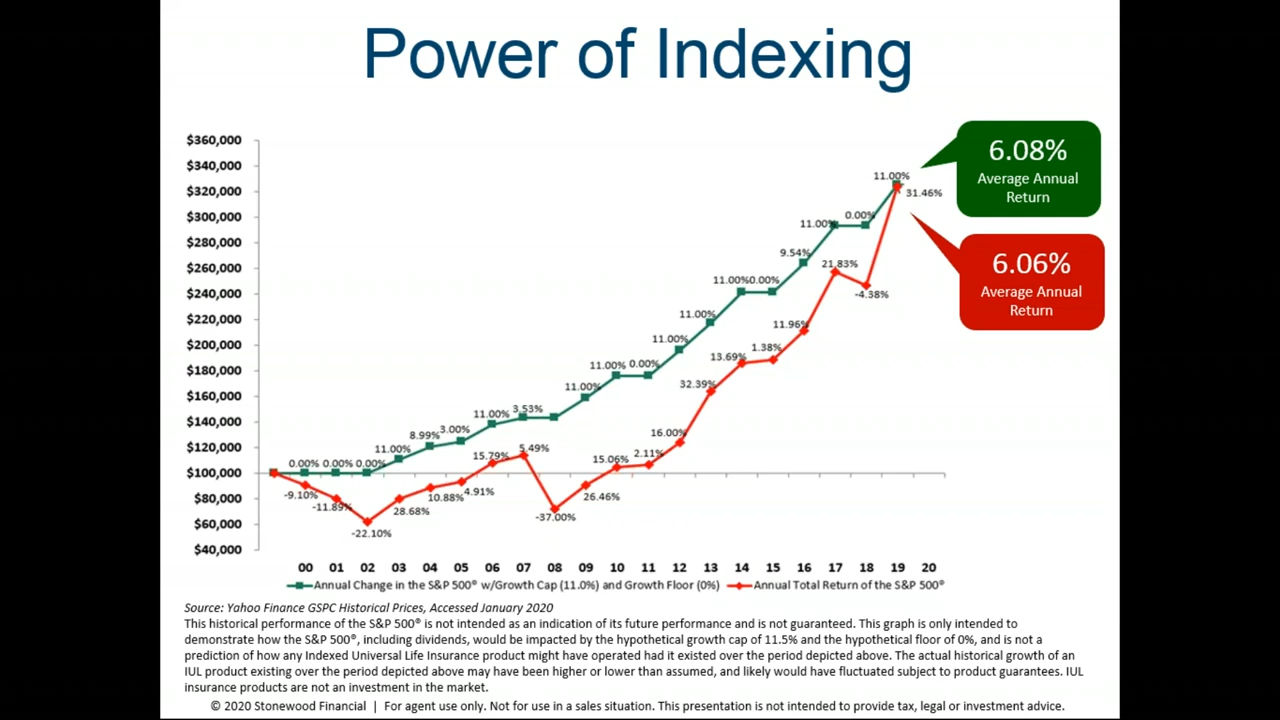 Power of Indexing
$360,000
$340,000
$320,000
$300,000
$280,000
$260,000
$240,000
$220,000
$200,000
$180,000
$160,000
$140,000
$120,000
$100,000
$80,000
$60,000
$40,000
6.08%
Average Annual
Return
6.06%
Average Annual
Return
0.00% 0.00% 0.00% 11.00% 8.99% 3.00% 11.00% 3.53% 11.00% 11.00% 0.00% 11.00% 11.00% 11.00% 0.00% 9.54% 11.00% 0.00% 11.00%
-9.10% -11.89% -22.10% 28.68% 10.88% 4.91% 15.79% 5.49% -37.00% 26.46% 15.06% 2.11% 16.00% 32.39% 13.69% 1.38% 11.96% 21.83% -4.38% 31.46%
00 01 02 03 04 05 06 07 08 09 10 11 12 13 14 15 16 17 18 19 20
Annual Change in the S&P 500® w/Growth Cap (11.0%) and Growth Floor (0%) Annual Total Return of the S&P 500®
Source: Yahoo Finance GSPC Historical Prices, Accessed January 2020
This historical performance of the S&P 500® is not intended as an indication of its future performance and is not guaranteed. This graph is only intended to
demonstrate how the S&P 500®, including dividends, would be impacted by the hypothetical growth cap of 11.5% and the hypothetical floor of 0%, and is not a
prediction of how any Indexed Universal Life Insurance product might have operated had it existed over the period depicted above. The actual historical growth of an
IUL product existing over the period depicted above may have been higher or lower than assumed, and likely would have fluctuated subject to product guarantees. IUL
insurance products are not an investment in the market.
© 2020 Stonewood Financial | For agent use only. Not for use in a sales situation. This presentation is not intended to provide tax, legal or investment advice.